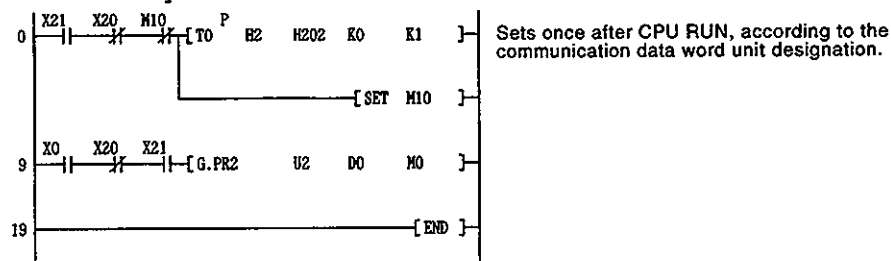 X21 X20 M10 P
0 TO H2 H202 K0 K1
Sets once after CPU RUN, according to the
communication data word unit designation.
SET M10
X0 X20 X21
9 G.PR2 U2 D0 M0
19 END